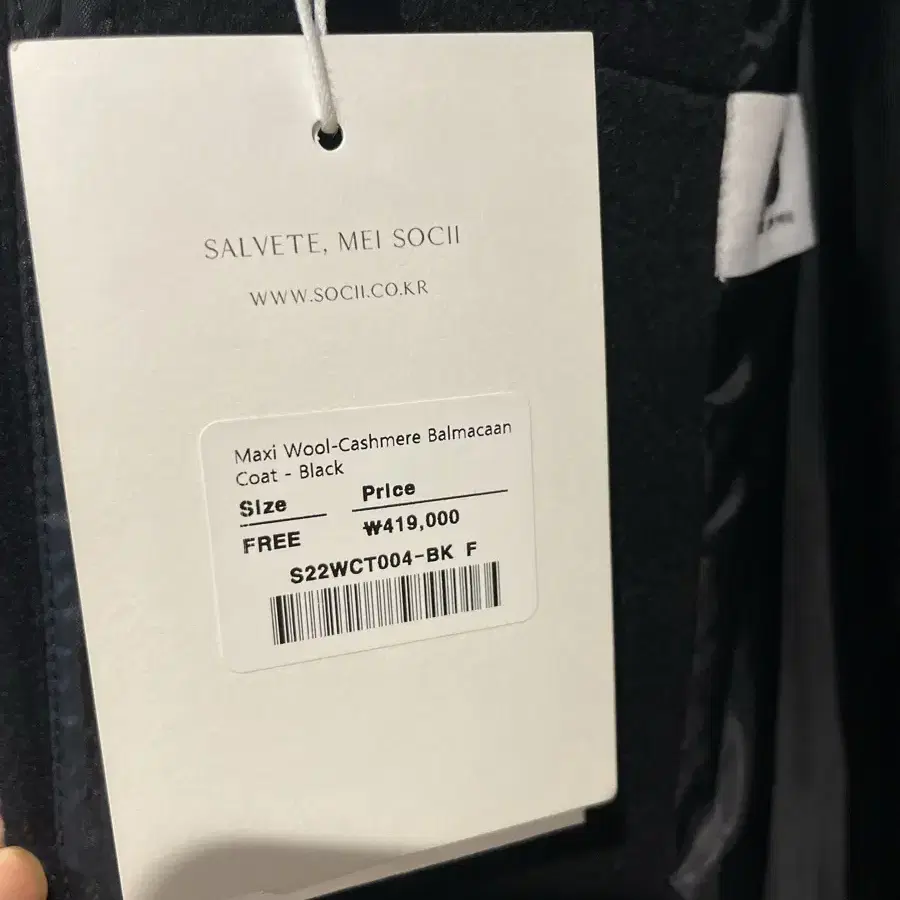 SALVETE, MEI SOCII
WWW.SOCII.CO.KR
Maxi Wool-Cashmere Balmacaan
Coat - Black
Size Price
FREE ₩419,000
S22WCT004-BK F